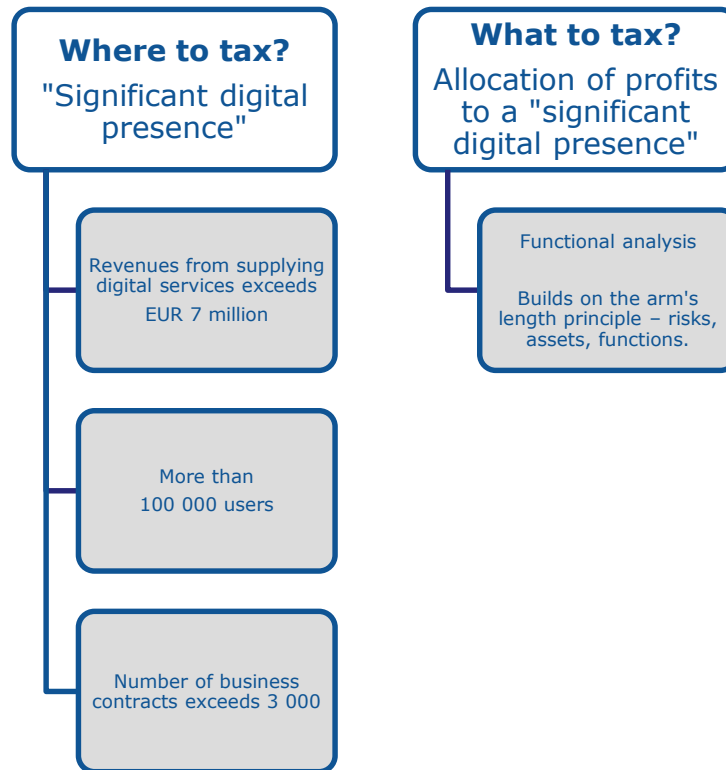 Where to tax?
"Significant digital
presence"
Revenues from supplying
digital services exceeds
EUR 7 million
More than
100 000 users
Number of business
contracts exceeds 3 000
What to tax?
Allocation of profits
to a "significant
digital presence"
Functional analysis
Builds on the arm's
length principle – risks,
assets, functions.